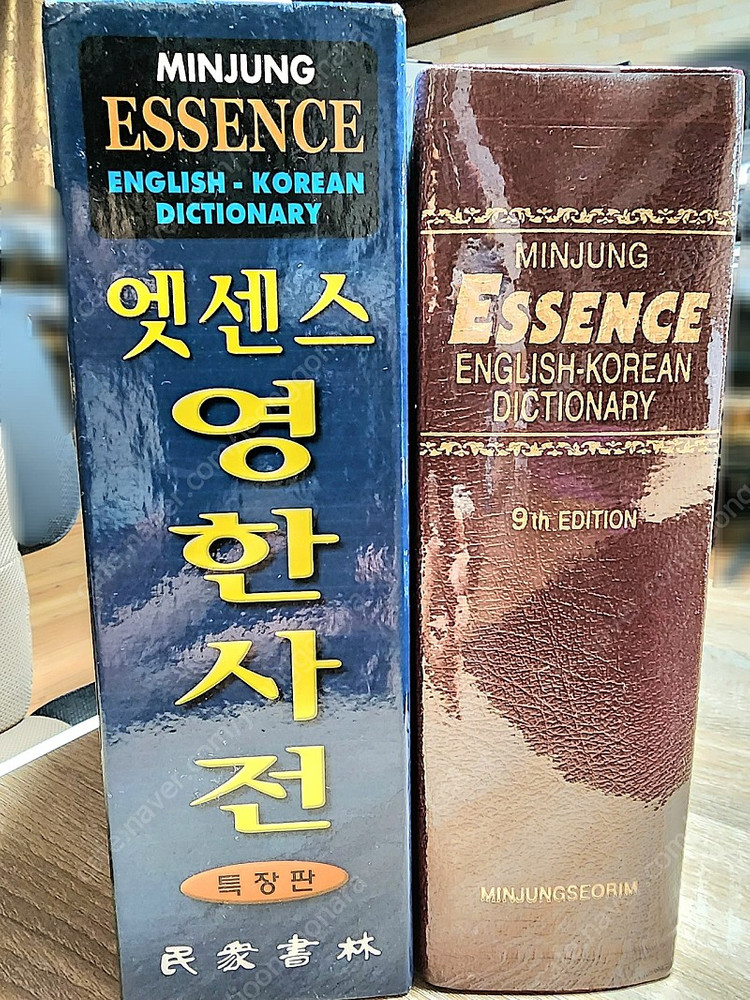 MINJUNG
ESSENCE
ENGLISH - KOREAN
DICTIONARY
엣센스
영한사전
특장판
民衆書林
MINJUNG
ESSENCE
ENGLISH-KOREAN
DICTIONARY
9th EDITION
MINJUNGSEORIM